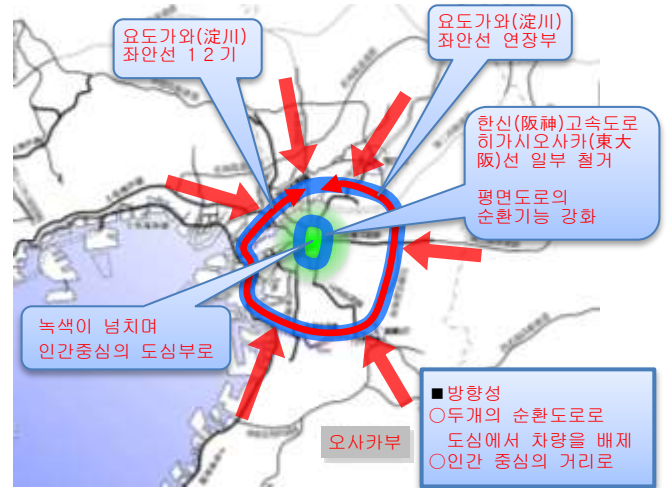 요도가와(淀川)
좌안선 12기
요도가와(淀川)
좌안선 연장부
한신(阪神)고속도로
히가시오사카(東大
阪)선 일부 철거
평면도로의
순환기능 강화
녹색이 넘치며
인간중심의 도심부로
오사카부
■방향성
○두개의 순환도로로
도심에서 차량을 배제
○인간 중심의 거리로